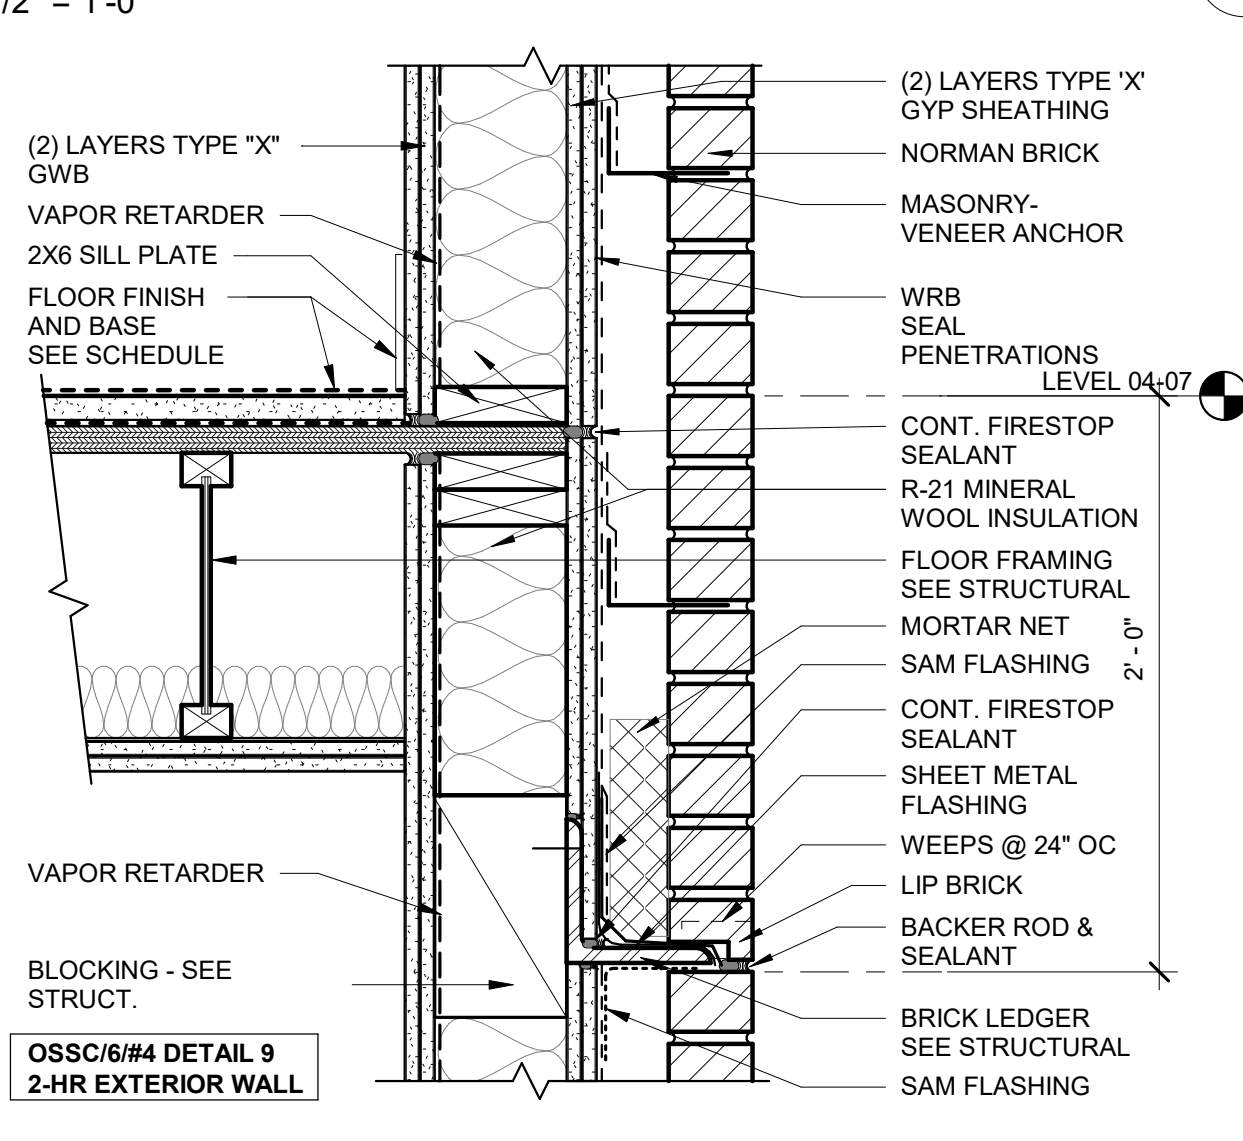 /2" = 1'-0"
(2) LAYERS TYPE "X"
GWB
VAPOR RETARDER
2X6 SILL PLATE
FLOOR FINISH
AND BASE
SEE SCHEDULE
VAPOR RETARDER
BLOCKING - SEE
STRUCT.
OSSC/6/#4 DETAIL 9
2-HR EXTERIOR WALL
(2) LAYERS TYPE 'X'
GYP SHEATHING
NORMAN BRICK
MASONRY-
VENEER ANCHOR
WRB
SEAL
PENETRATIONS
LEVEL 04-07
CONT. FIRESTOP
SEALANT
R-21 MINERAL
WOOL INSULATION
FLOOR FRAMING
SEE STRUCTURAL
MORTAR NET
SAM FLASHING
CONT. FIRESTOP
SEALANT
SHEET METAL
FLASHING
WEEPS @ 24" OC
LIP BRICK
BACKER ROD &
SEALANT
BRICK LEDGER
SEE STRUCTURAL
SAM FLASHING
2' - 0"